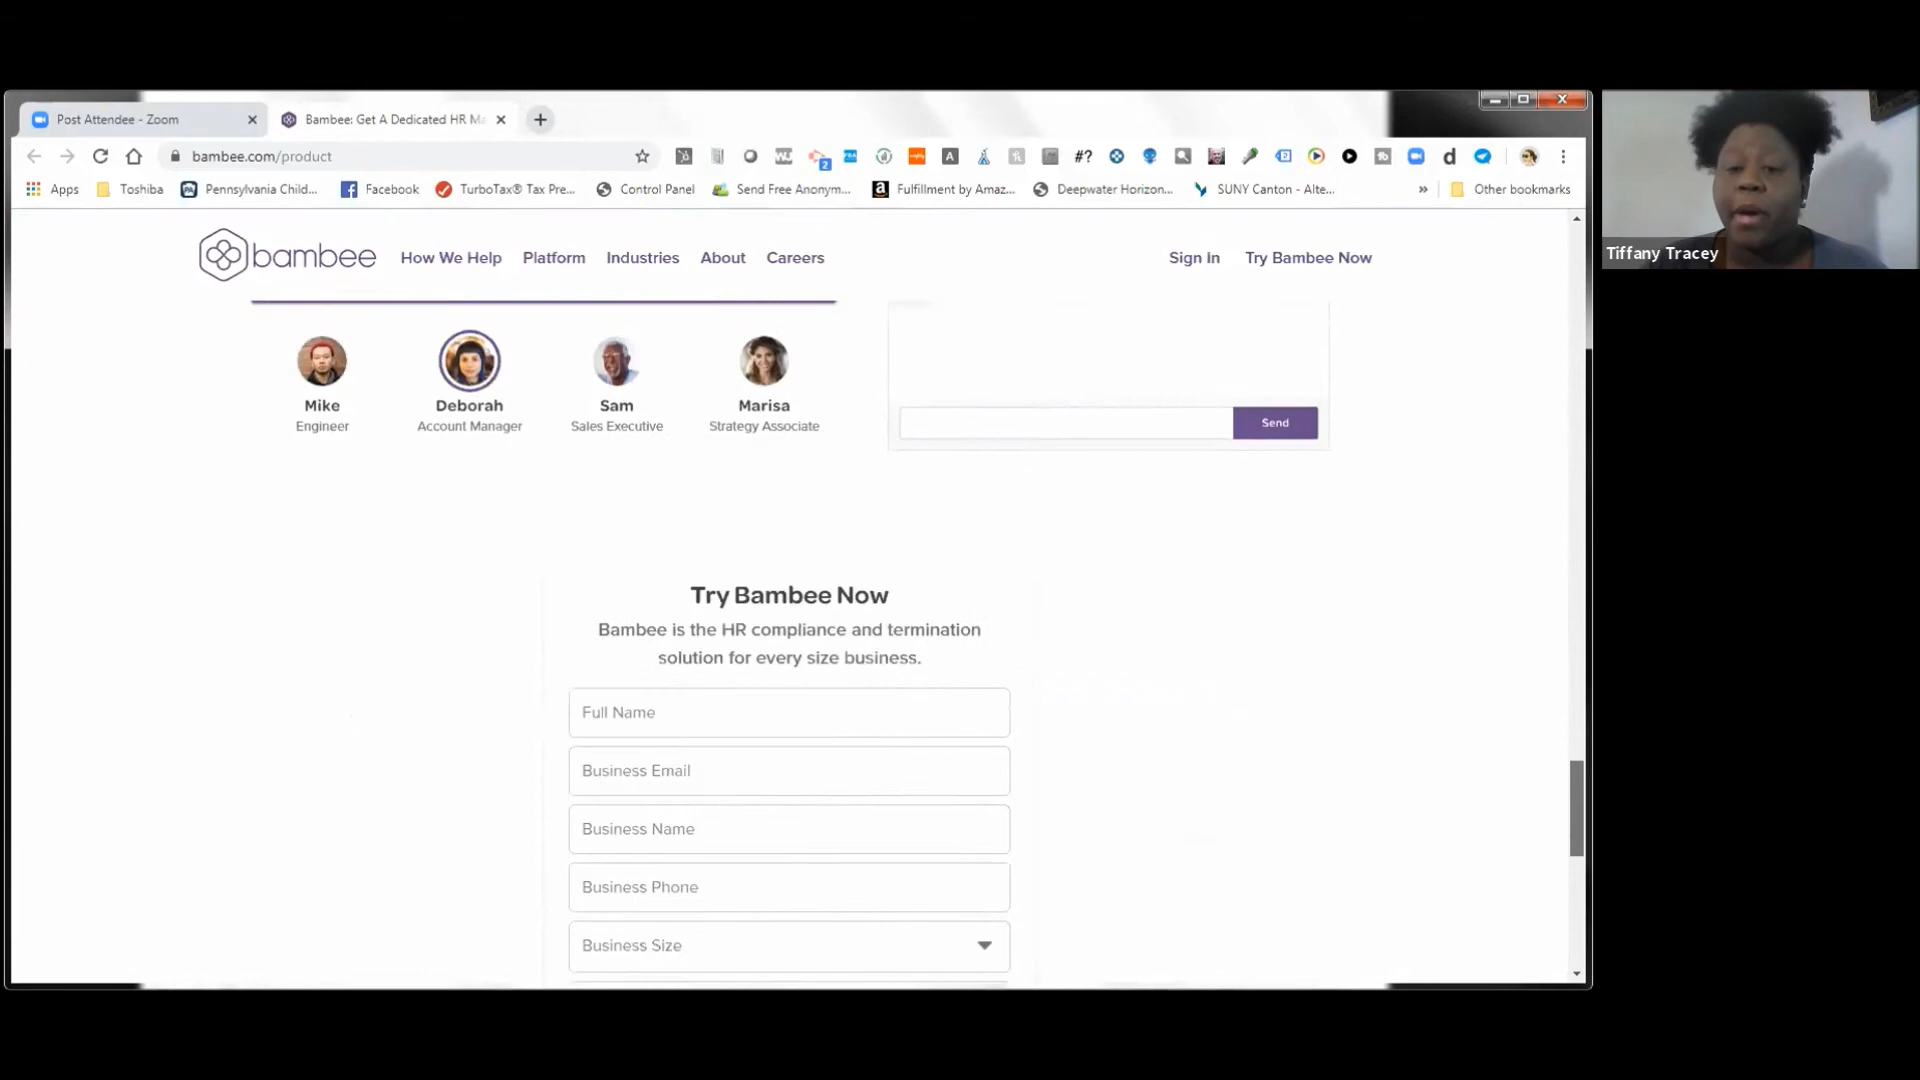 Post Attendee - Zoom
Bambee: Get A Dedicated HR Ma
bambee.com/product
2
#?
Apps
Toshiba
Pennsylvania Child...
Facebook
TurboTax® Tax Pre...
Control Panel
Send Free Anonym...
Fulfillment by Amaz...
Deepwater Horizon...
SUNY Canton - Alte...
»
Other bookmarks
bambee
How We Help
Platform
Industries
About
Careers
Sign In
Try Bambee Now
Mike
Engineer
Deborah
Account Manager
Sam
Sales Executive
Marisa
Strategy Associate
Send
Try Bambee Now
Bambee is the HR compliance and termination
solution for every size business.
Full Name
Business Email
Business Name
Business Phone
Business Size
Tiffany Tracey